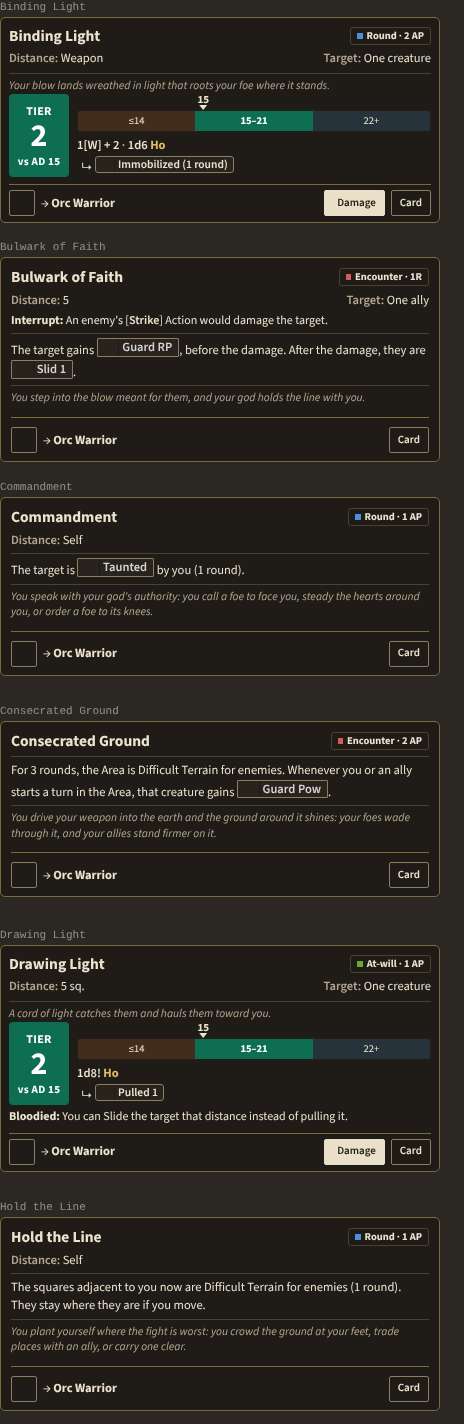 Binding Light
Binding Light
Round · 2 AP
Distance: Weapon
Target: One creature
Your blow lands wreathed in light that roots your foe where it stands.
15
TIER
2
vs AD 15
≤14
15–21
22+
1[W] + 2 · 1d6 Ho
↳ Immobilized (1 round)
→ Orc Warrior
Damage
Card
Bulwark of Faith
Bulwark of Faith
Encounter · 1R
Distance: 5
Target: One ally
Interrupt: An enemy's [Strike] Action would damage the target.
The target gains Guard RP, before the damage. After the damage, they are
Slid 1.
You step into the blow meant for them, and your god holds the line with you.
→ Orc Warrior
Card
Commandment
Commandment
Round · 1 AP
Distance: Self
The target is Taunted by you (1 round).
You speak with your god's authority: you call a foe to face you, steady the hearts around
you, or order a foe to its knees.
→ Orc Warrior
Card
Consecrated Ground
Consecrated Ground
Encounter · 2 AP
For 3 rounds, the Area is Difficult Terrain for enemies. Whenever you or an ally
starts a turn in the Area, that creature gains Guard Pow.
You drive your weapon into the earth and the ground around it shines: your foes wade
through it, and your allies stand firmer on it.
→ Orc Warrior
Card
Drawing Light
Drawing Light
At-will · 1 AP
Distance: 5 sq.
Target: One creature
A cord of light catches them and hauls them toward you.
15
TIER
2
vs AD 15
≤14
15–21
22+
1d8! Ho
↳ Pulled 1
Bloodied: You can Slide the target that distance instead of pulling it.
→ Orc Warrior
Damage
Card
Hold the Line
Hold the Line
Round · 1 AP
Distance: Self
The squares adjacent to you now are Difficult Terrain for enemies (1 round).
They stay where they are if you move.
You plant yourself where the fight is worst: you crowd the ground at your feet, trade
places with an ally, or carry one clear.
→ Orc Warrior
Card